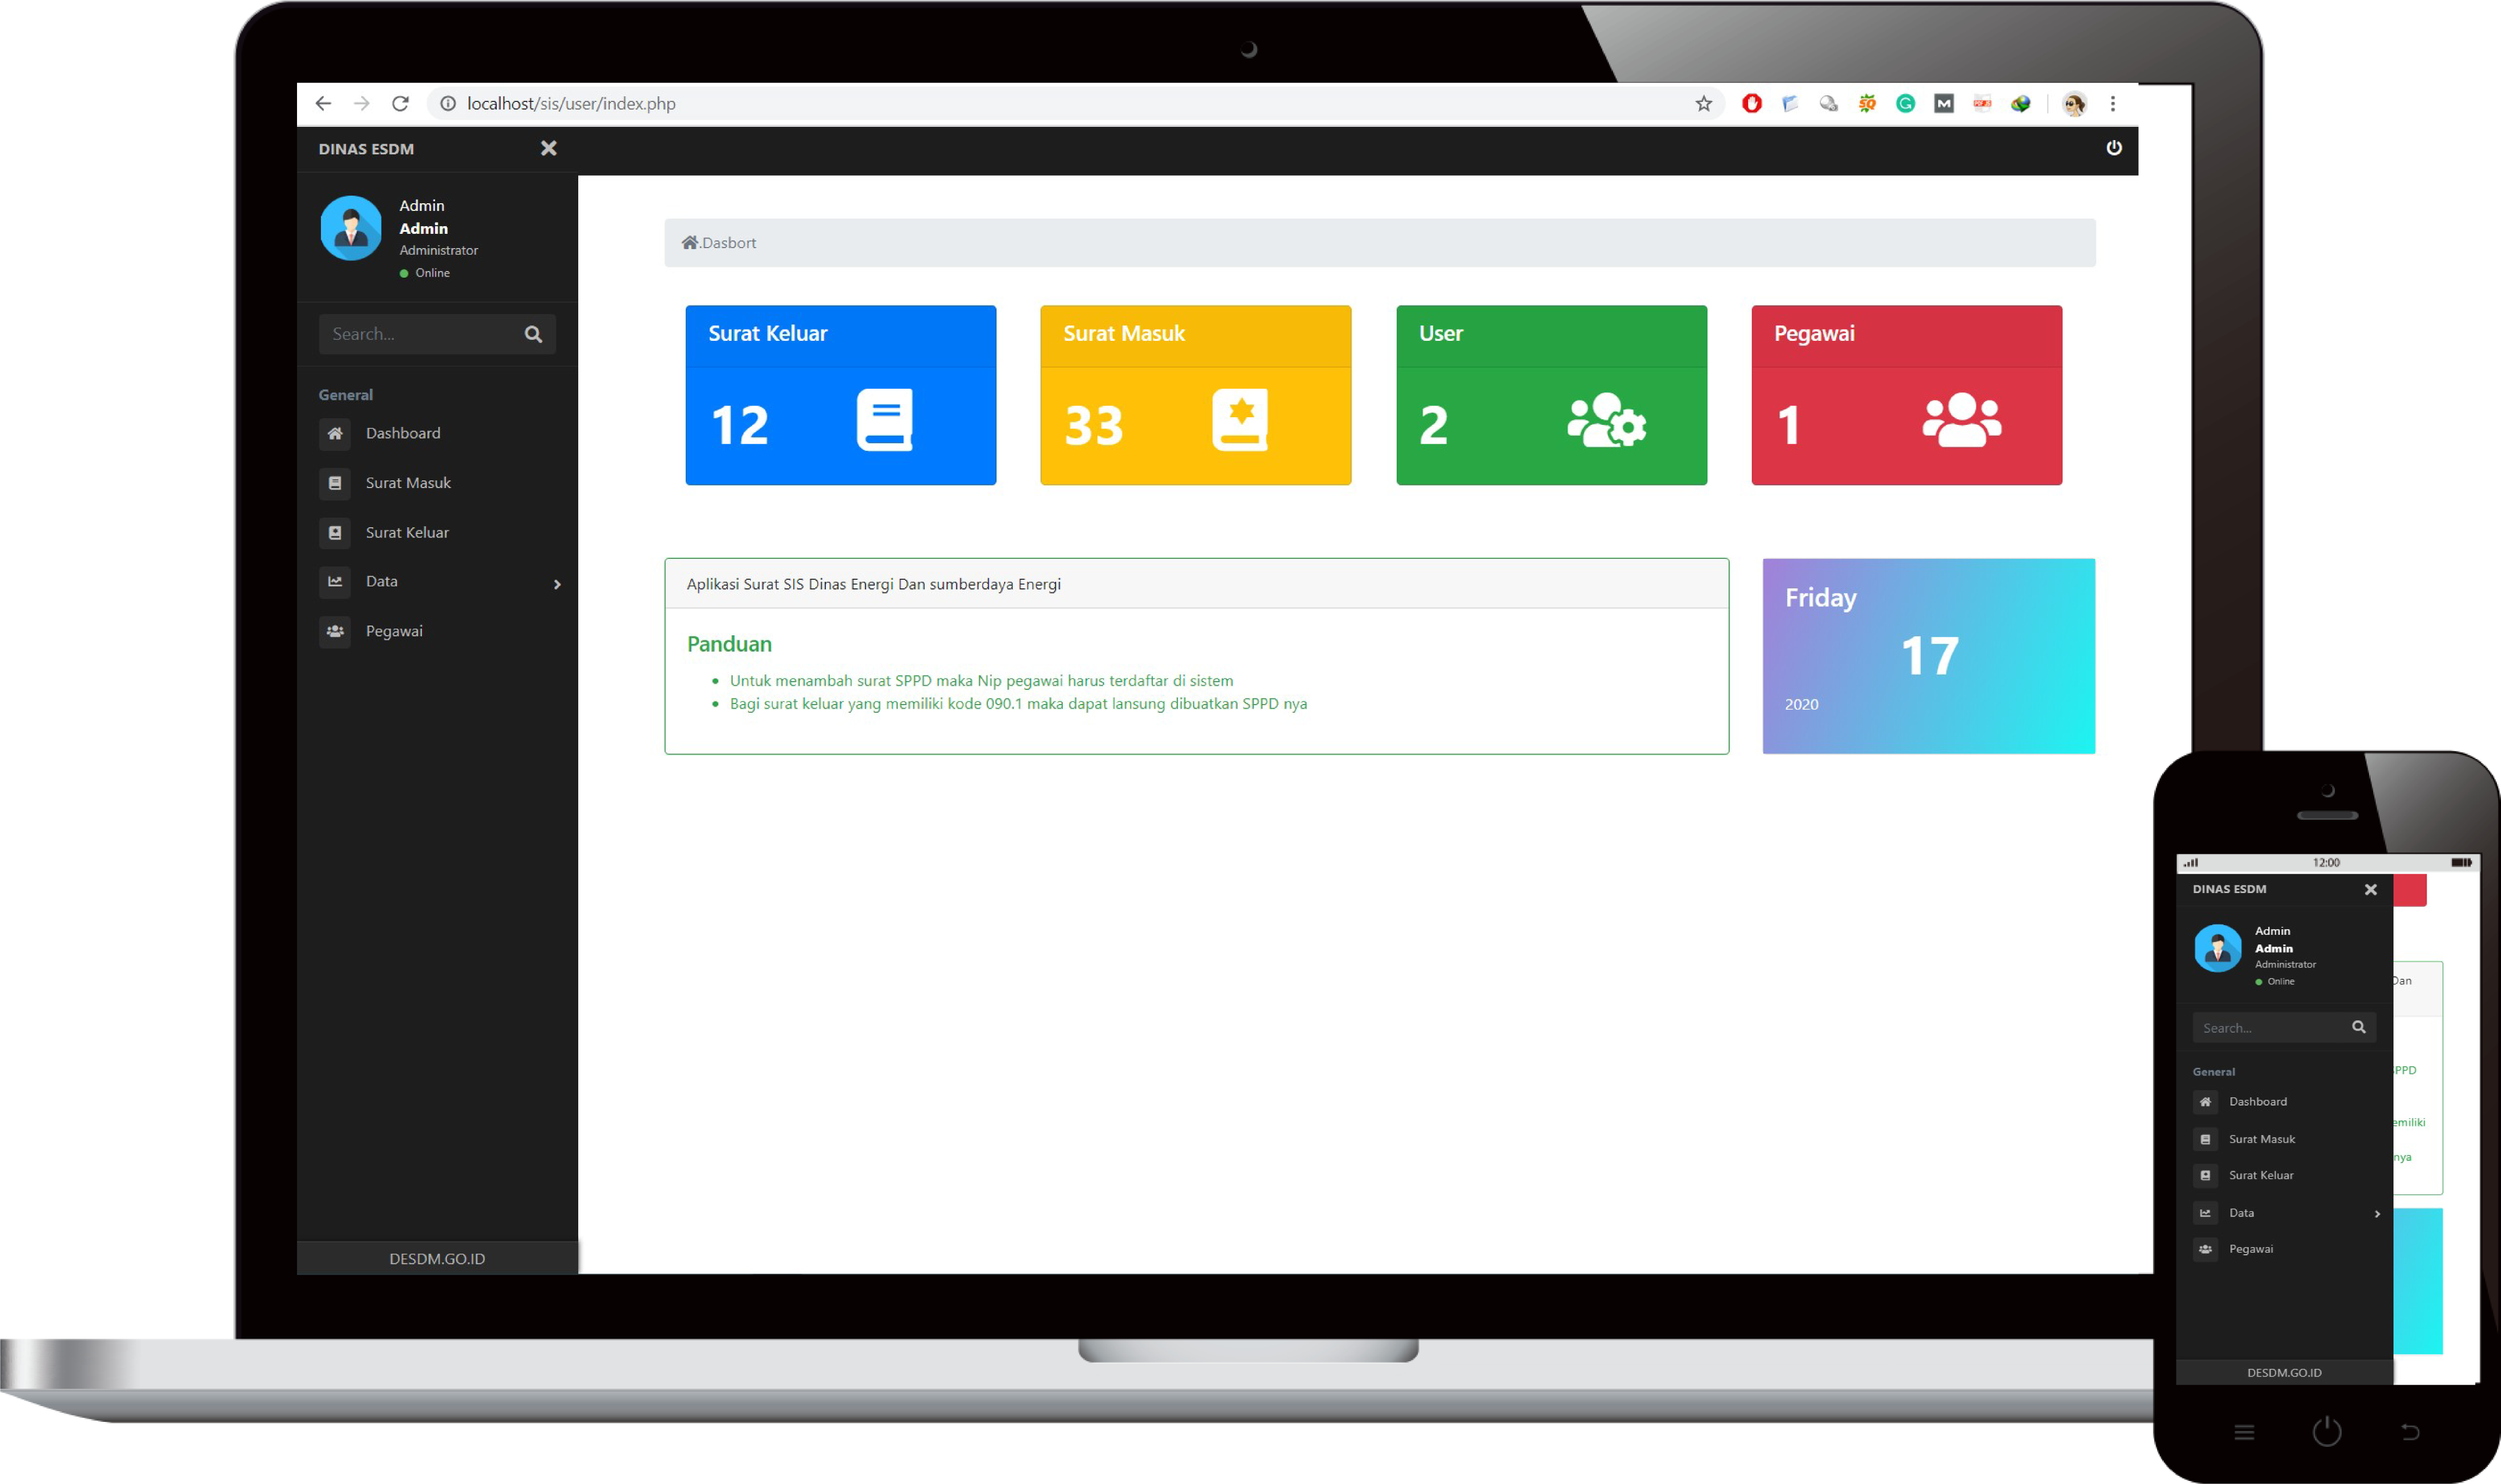 localhost/sis/user/index.php
DINAS ESDM
Admin
Admin
Administrator
Online
Search...
General
Dashboard
Surat Masuk
Surat Keluar
Data
Pegawai
DESDM.GO.ID
.Dasbort
Surat Keluar
12
Surat Masuk
33
User
2
Pegawai
1
Aplikasi Surat SIS Dinas Energi Dan sumberdaya Energi
Panduan
Untuk menambah surat SPPD maka Nip pegawai harus terdaftar di sistem
Bagi surat keluar yang memiliki kode 090.1 maka dapat lansung dibuatkan SPPD nya
Friday
17
2020
12:00
DINAS ESDM
Admin
Admin
Administrator
Online
Search...
General
Dashboard
Surat Masuk
Surat Keluar
Data
Pegawai
DESDM.GO.ID
Dan
PPD
emiliki
nya